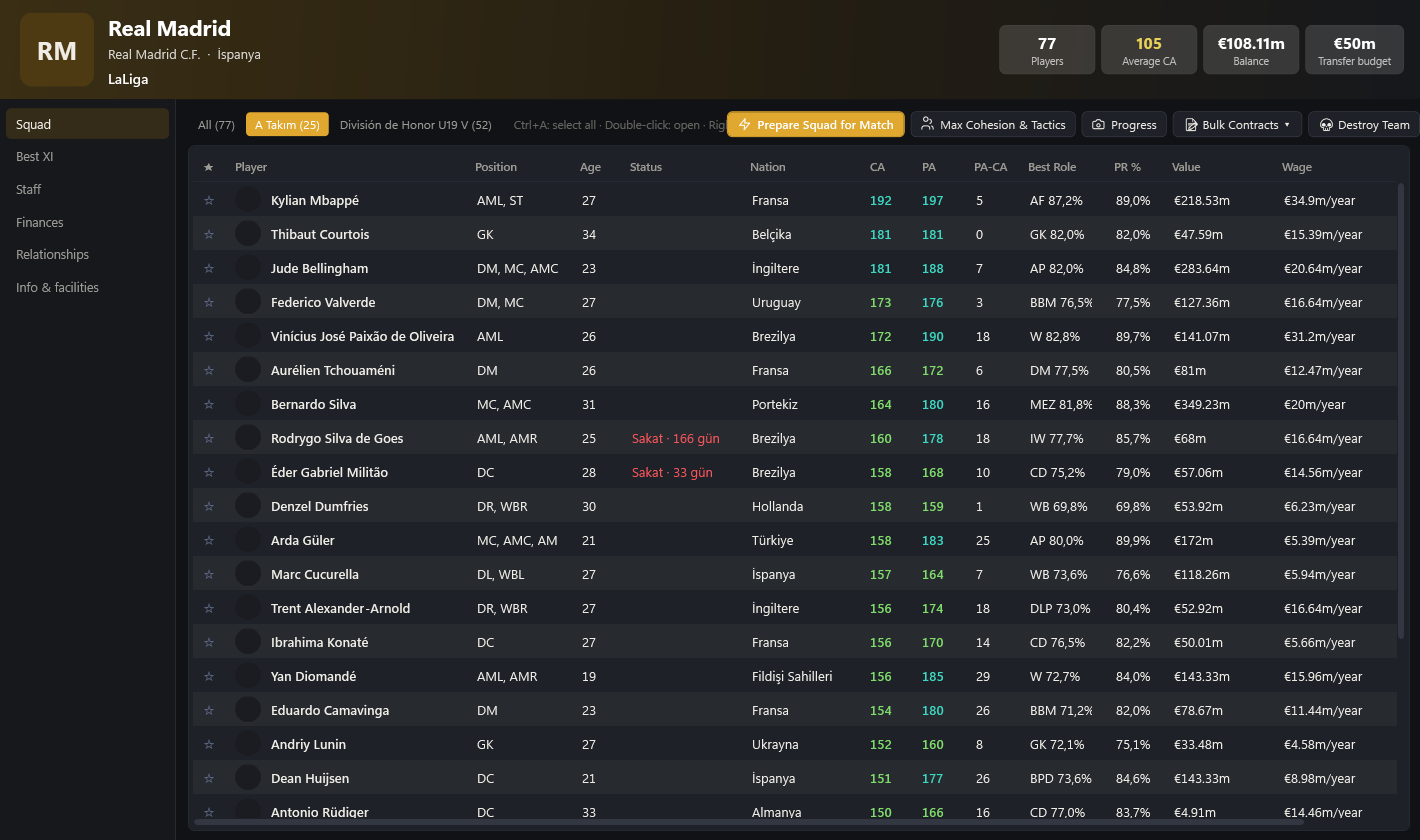 RM
Real Madrid
Real Madrid C.F. · İspanya
LaLiga
77
Players
105
Average CA
€108.11m
Balance
€50m
Transfer budget
Squad
Best XI
Staff
Finances
Relationships
Info & facilities
All (77) A Takım (25) División de Honor U19 V (52) Ctrl+A: select all · Double-click: open · Rig Prepare Squad for Match Max Cohesion & Tactics Progress Bulk Contracts ▾ Destroy Team
★ Player Position Age Status Nation CA PA PA-CA Best Role PR % Value Wage
☆ Kylian Mbappé AML, ST 27 Fransa 192 197 5 AF 87,2% 89,0% €218.53m €34.9m/year
☆ Thibaut Courtois GK 34 Belçika 181 181 0 GK 82,0% 82,0% €47.59m €15.39m/year
☆ Jude Bellingham DM, MC, AMC 23 İngiltere 181 188 7 AP 82,0% 84,8% €283.64m €20.64m/year
☆ Federico Valverde DM, MC 27 Uruguay 173 176 3 BBM 76,5% 77,5% €127.36m €16.64m/year
☆ Vinícius José Paixão de Oliveira AML 26 Brezilya 172 190 18 W 82,8% 89,7% €141.07m €31.2m/year
☆ Aurélien Tchouaméni DM 26 Fransa 166 172 6 DM 77,5% 80,5% €81m €12.47m/year
☆ Bernardo Silva MC, AMC 31 Portekiz 164 180 16 MEZ 81,8% 88,3% €349.23m €20m/year
☆ Rodrygo Silva de Goes AML, AMR 25 Sakat · 166 gün Brezilya 160 178 18 IW 77,7% 85,7% €68m €16.64m/year
☆ Éder Gabriel Militão DC 28 Sakat · 33 gün Brezilya 158 168 10 CD 75,2% 79,0% €57.06m €14.56m/year
☆ Denzel Dumfries DR, WBR 30 Hollanda 158 159 1 WB 69,8% 69,8% €53.92m €6.23m/year
☆ Arda Güler MC, AMC, AM 21 Türkiye 158 183 25 AP 80,0% 89,9% €172m €5.39m/year
☆ Marc Cucurella DL, WBL 27 İspanya 157 164 7 WB 73,6% 76,6% €118.26m €5.94m/year
☆ Trent Alexander-Arnold DR, WBR 27 İngiltere 156 174 18 DLP 73,0% 80,4% €52.92m €16.64m/year
☆ Ibrahima Konaté DC 27 Fransa 156 170 14 CD 76,5% 82,2% €50.01m €5.66m/year
☆ Yan Diomandé AML, AMR 19 Fildişi Sahilleri 156 185 29 W 72,7% 84,0% €143.33m €15.96m/year
☆ Eduardo Camavinga DM 23 Fransa 154 180 26 BBM 71,2% 82,0% €78.67m €11.44m/year
☆ Andriy Lunin GK 27 Ukrayna 152 160 8 GK 72,1% 75,1% €33.48m €4.58m/year
☆ Dean Huijsen DC 21 İspanya 151 177 26 BPD 73,6% 84,6% €143.33m €8.98m/year
☆ Antonio Rüdiger DC 33 Almanya 150 166 16 CD 77,0% 83,7% €4.91m €14.46m/year